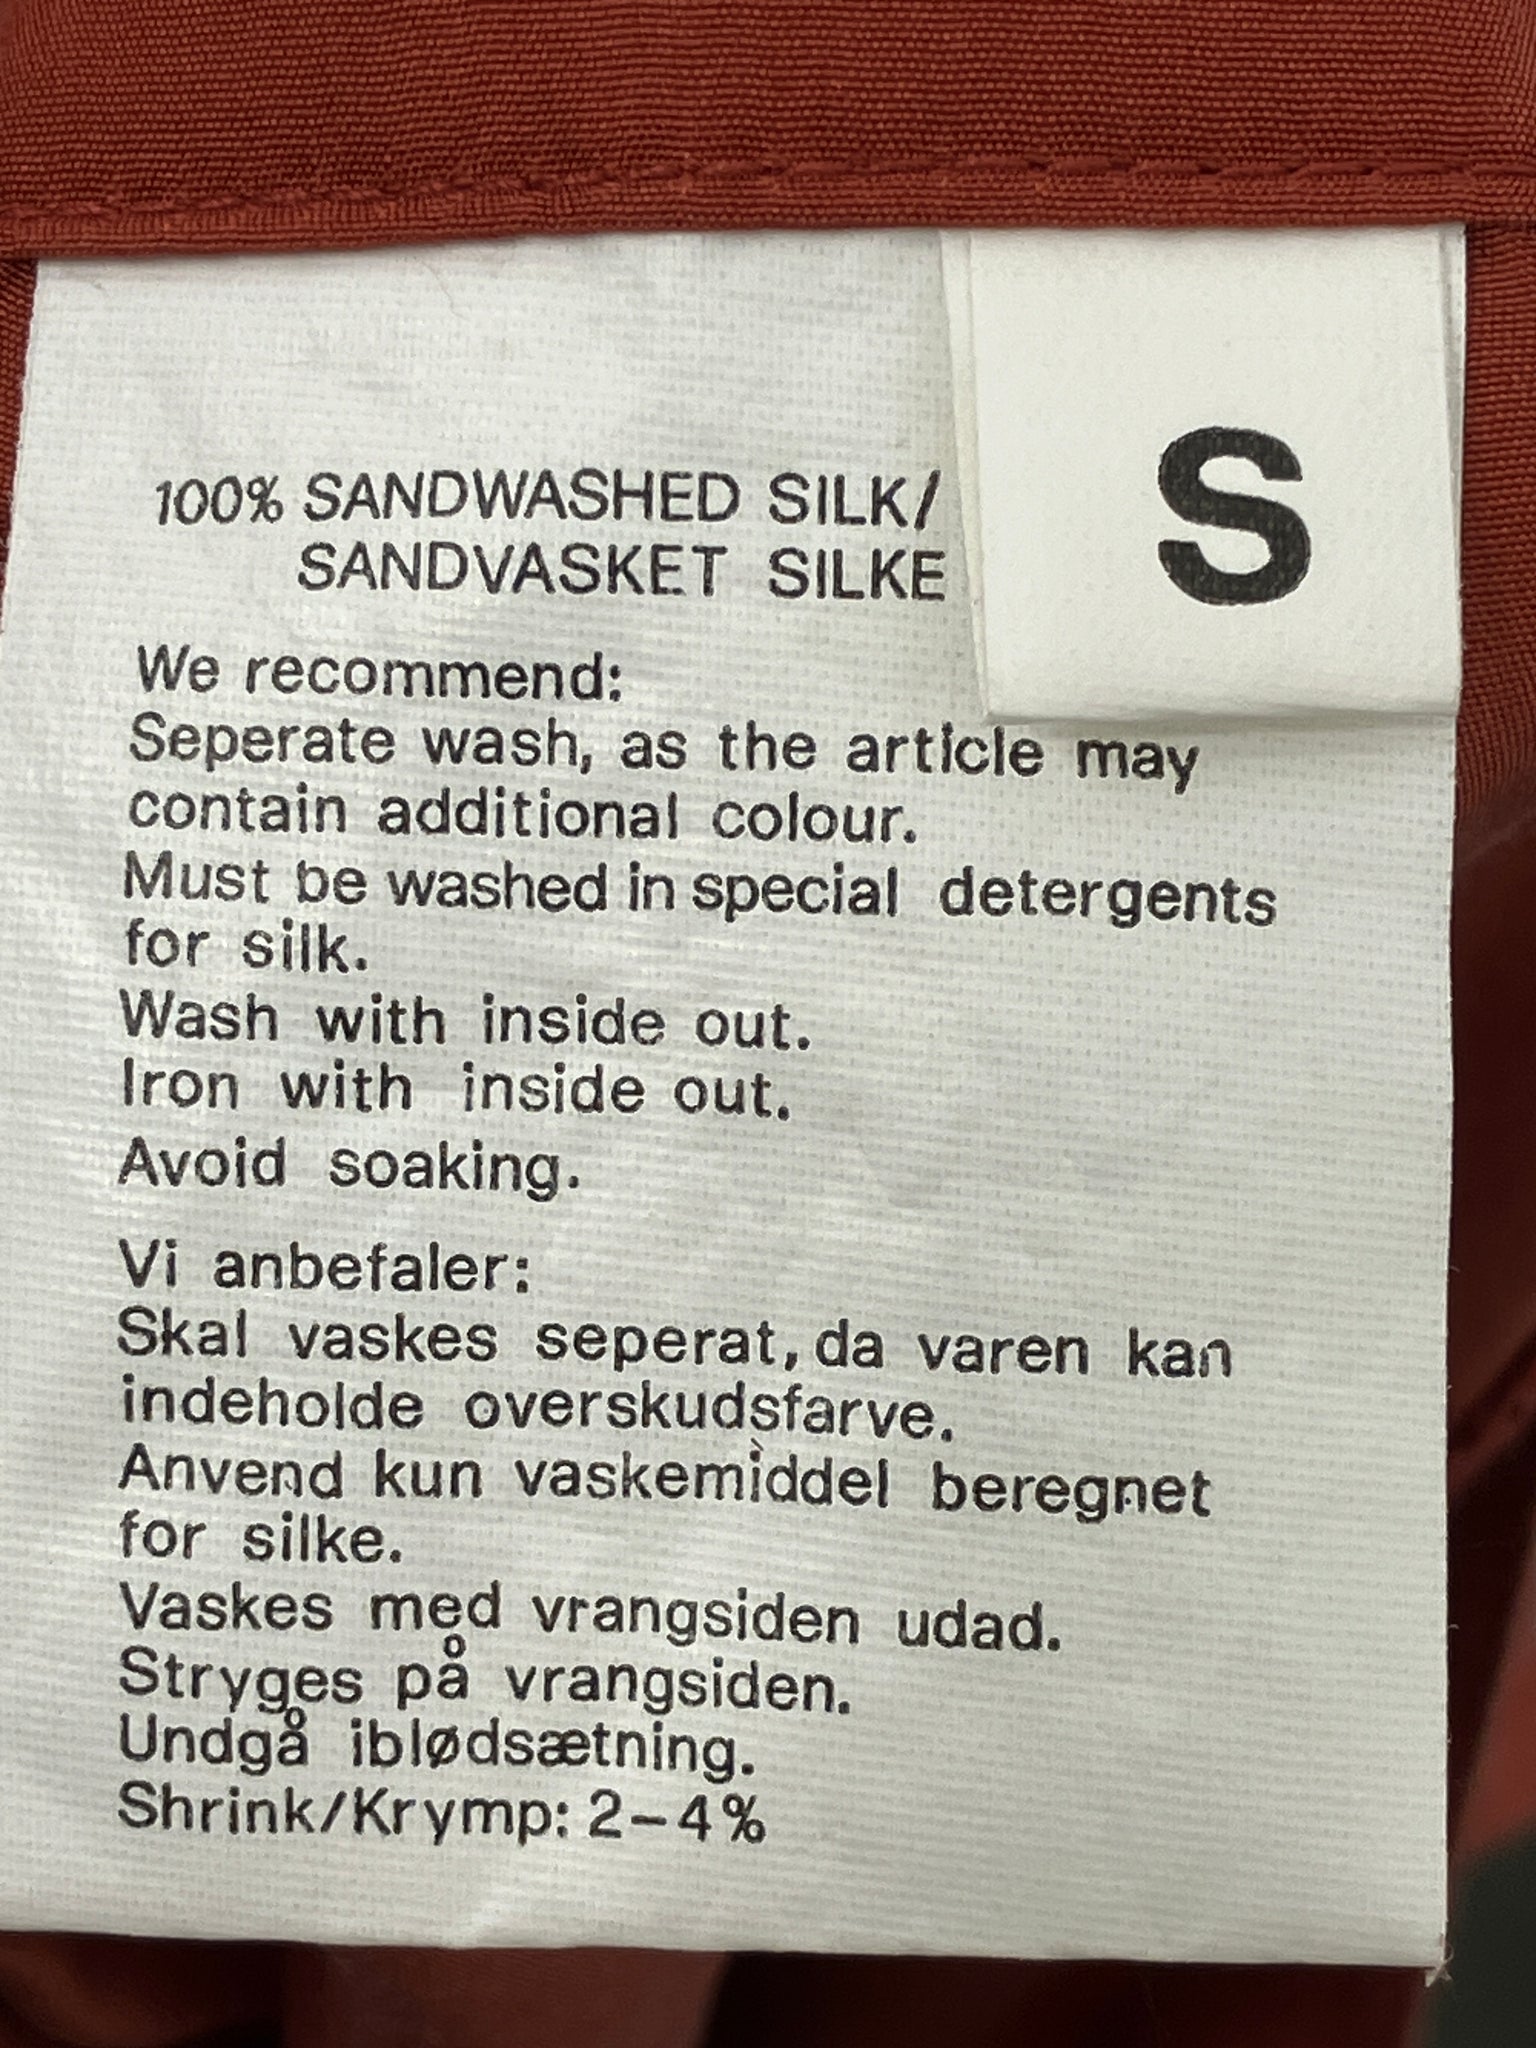 S
100% SANDWASHED SILK/
SANDVASKET SILKE
We recommend:
Seperate wash, as the article may
contain additional colour.
Must be washed in special detergents
for silk.
Wash with inside out.
Iron with inside out.
Avoid soaking.
Vi anbefaler:
Skal vaskes seperat, da varen kan
indeholde overskudsfarve.
Anvend kun vaskemiddel beregnet
for silke.
Vaskes med vrangsiden udad.
Stryges på vrangsiden.
Undgå iblødsætning.
Shrink/Krymp: 2-4%